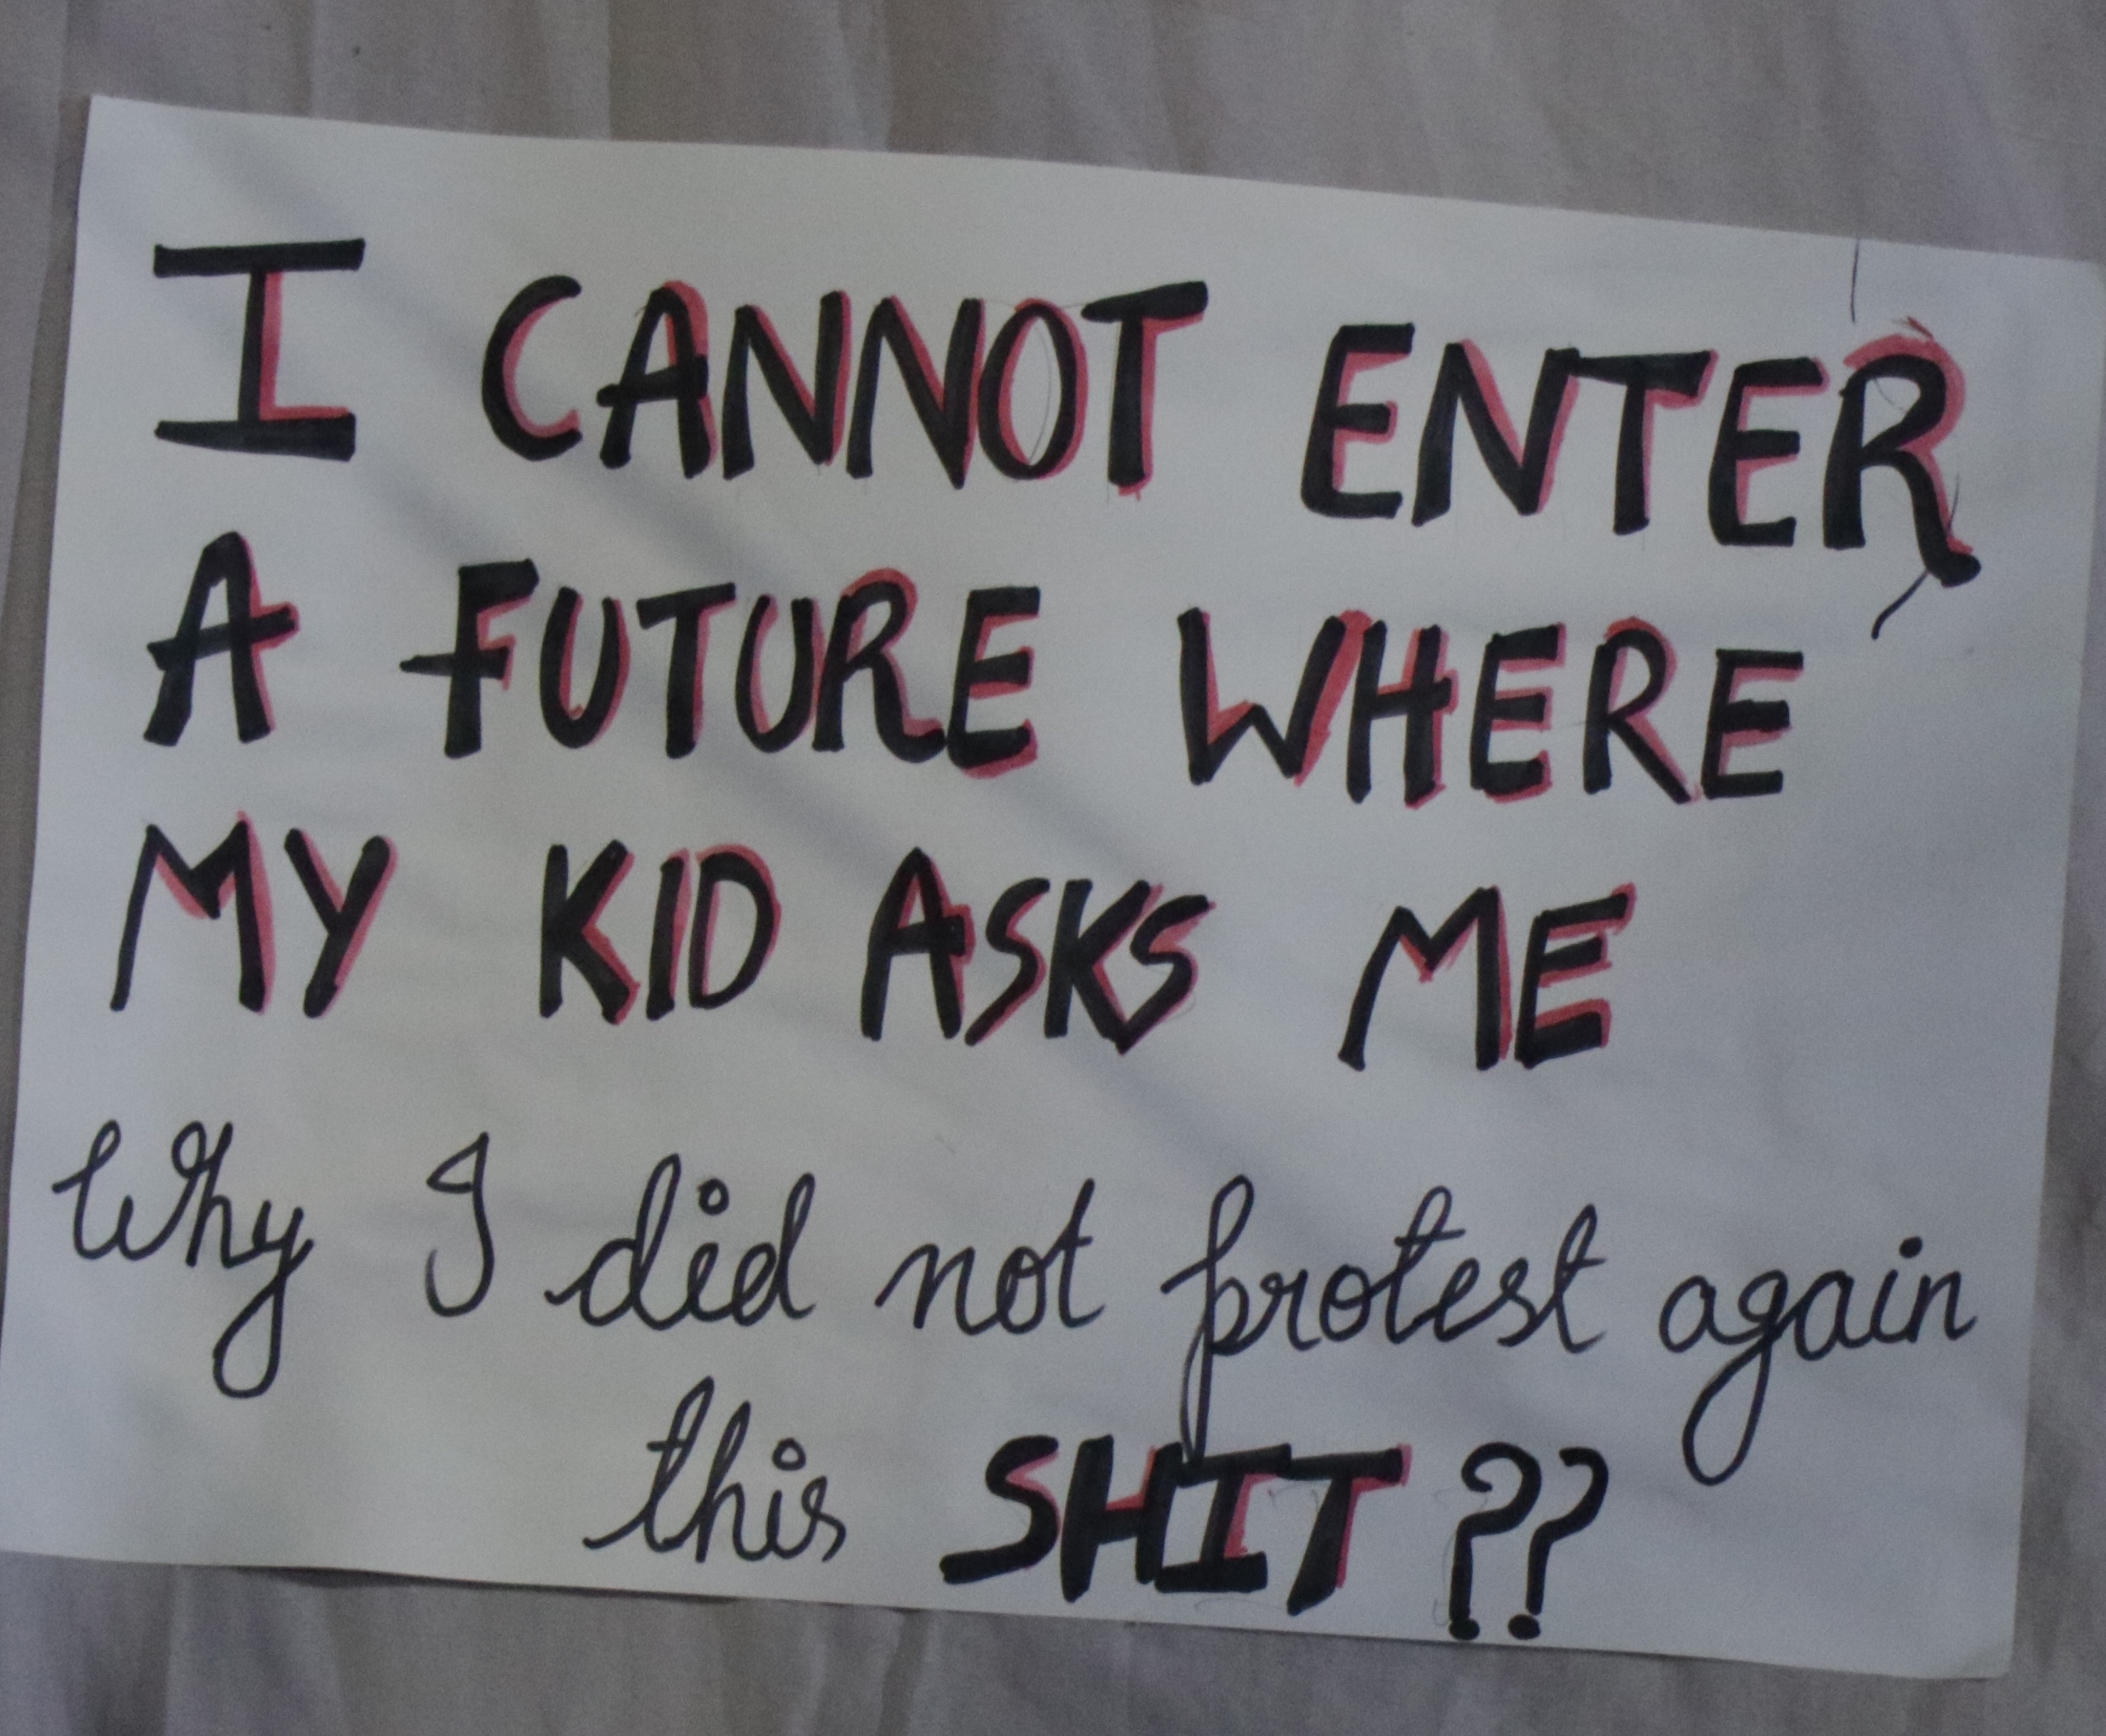 I CANNOT ENTER
A FUTURE WHERE
MY KID ASKS ME
Why I did not protest again
this SHIT ??